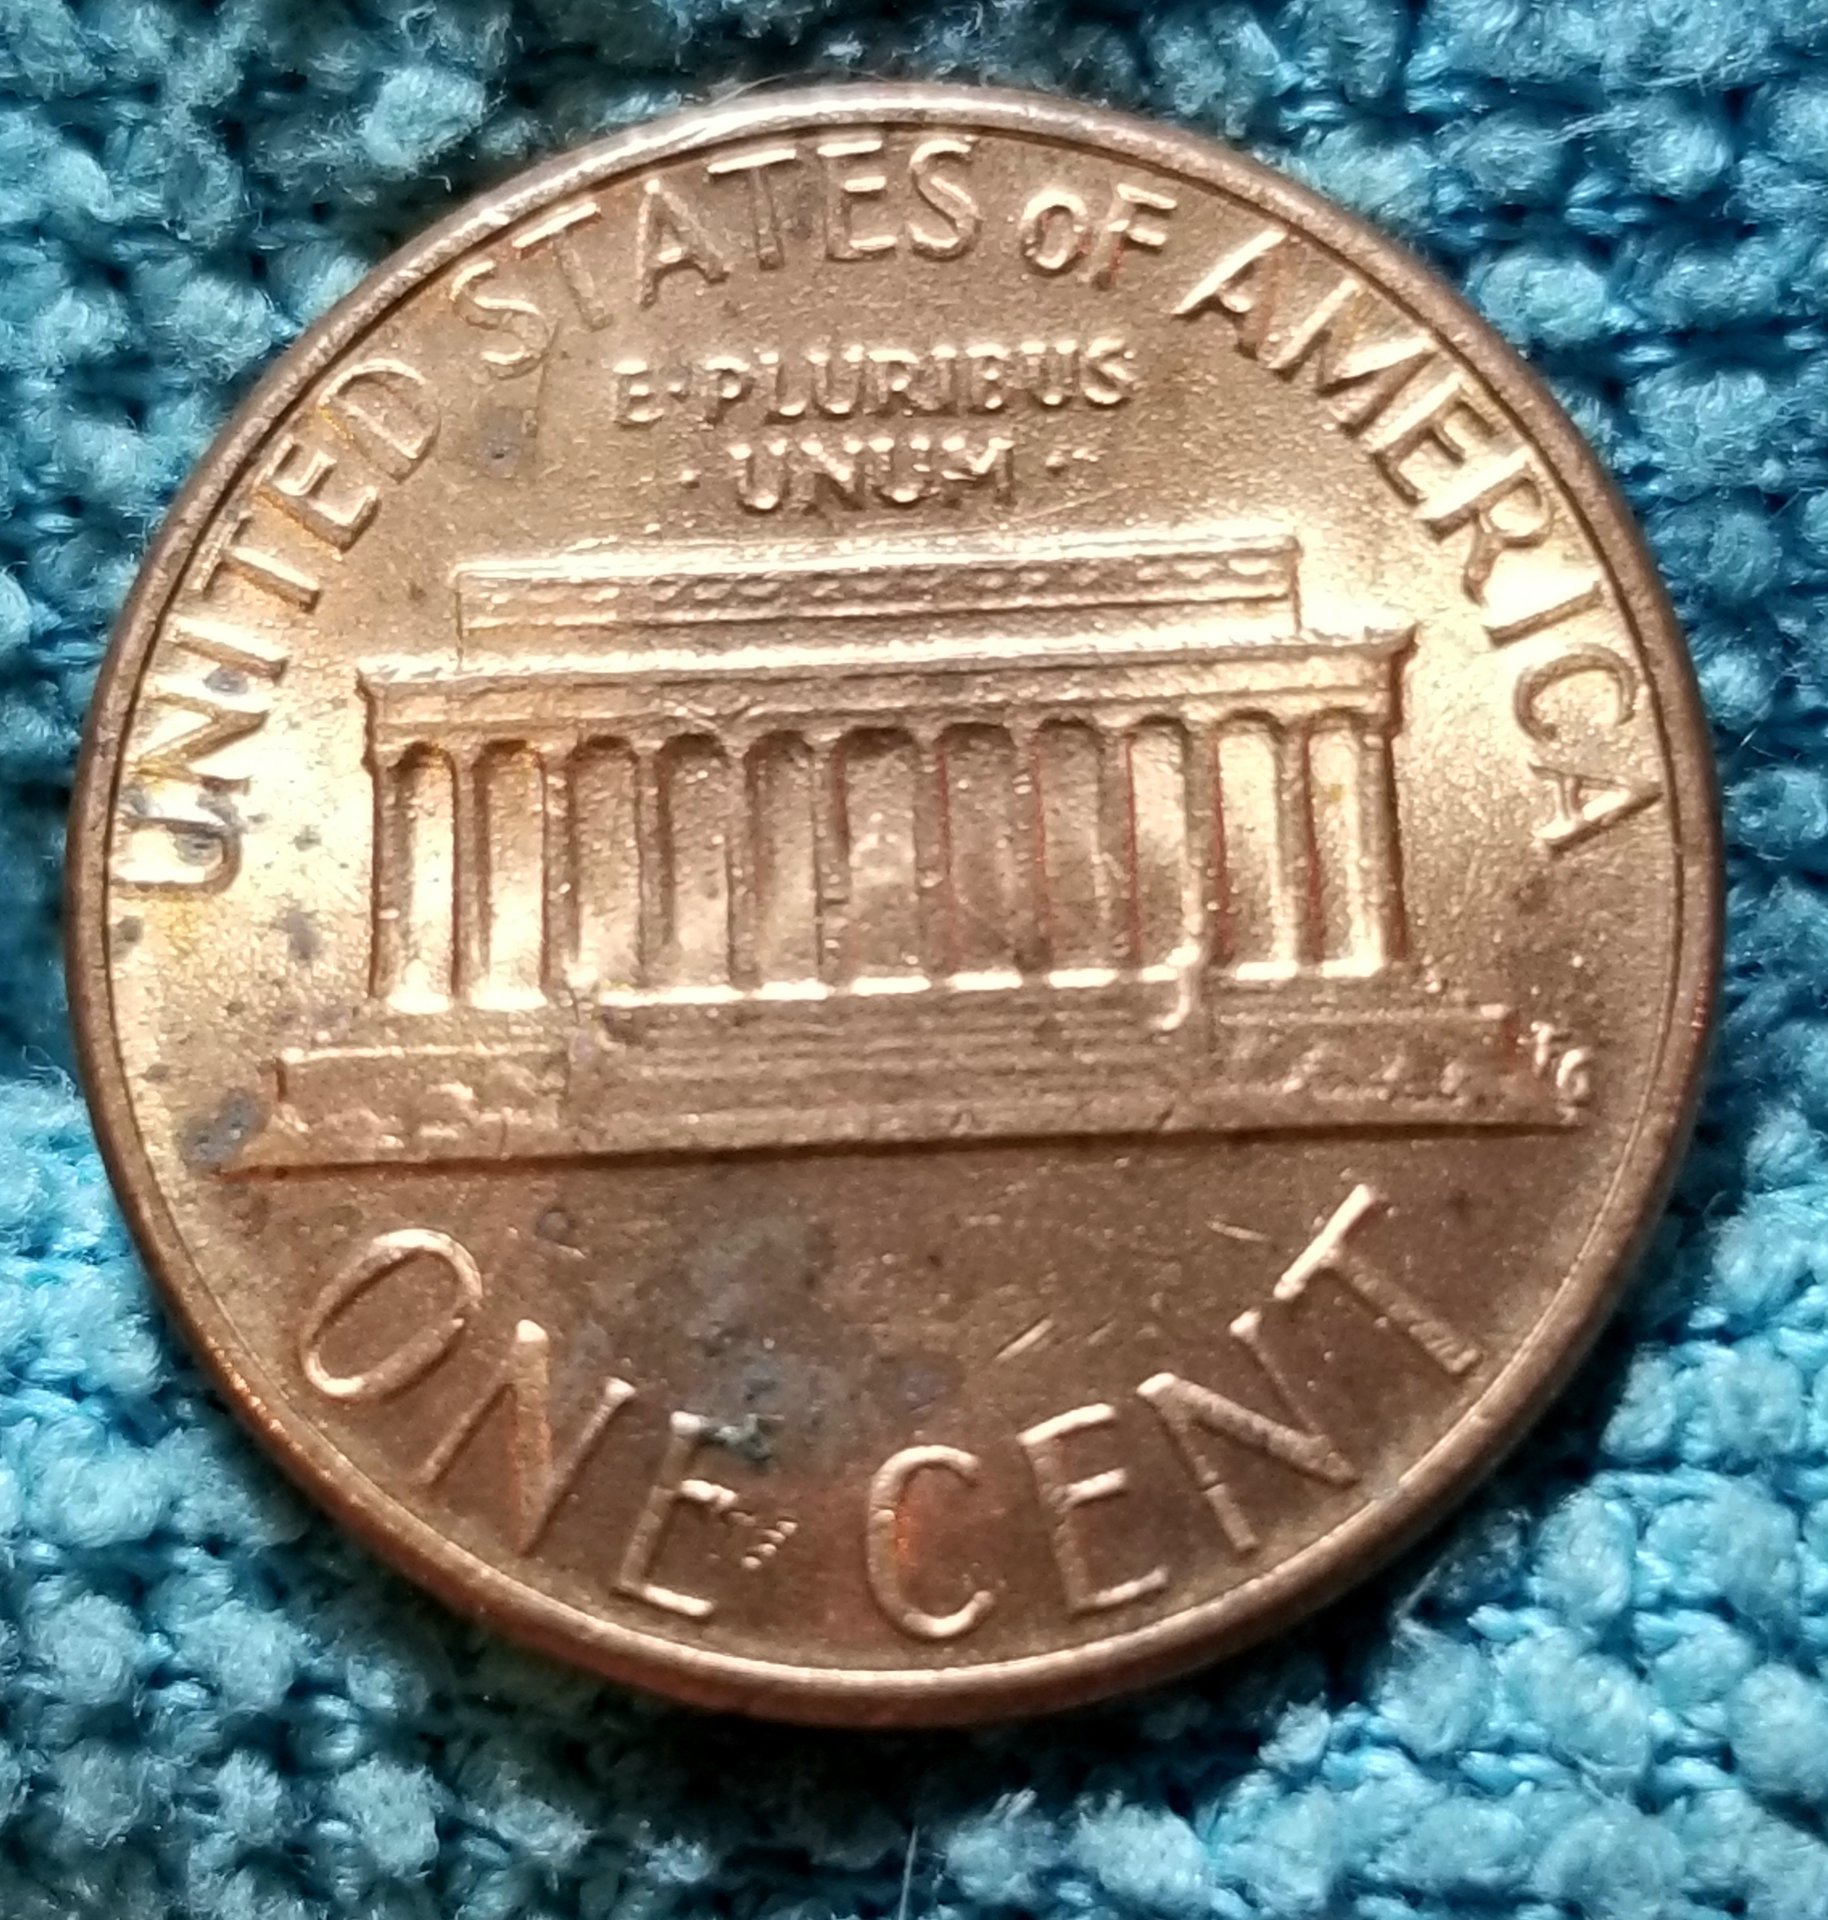 UNITED STATES OF AMERICA
E·PLURIBUS
· UNUM ·
FG
ONE CENT